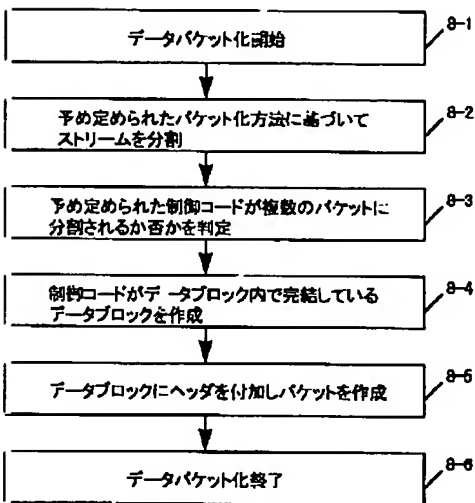 8-1
データパケット化開始
8-2
予め定められたパケット化方法に基づいて
ストリームを分割
8-3
予め定められた制御コードが複数のパケットに
分割されるか否かを判定
8-4
制御コードがデータブロック内で完結している
データブロックを作成
8-5
データブロックにヘッダを付加しパケットを作成
8-6
データパケット化終了